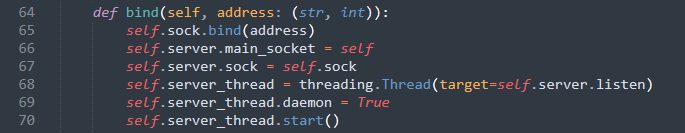 64 def bind(self, address: (str, int)):
65 self.sock.bind(address)
66 self.server.main_socket = self
67 self.server.sock = self.sock
68 self.server_thread = threading.Thread(target=self.server.listen)
69 self.server_thread.daemon = True
70 self.server_thread.start()